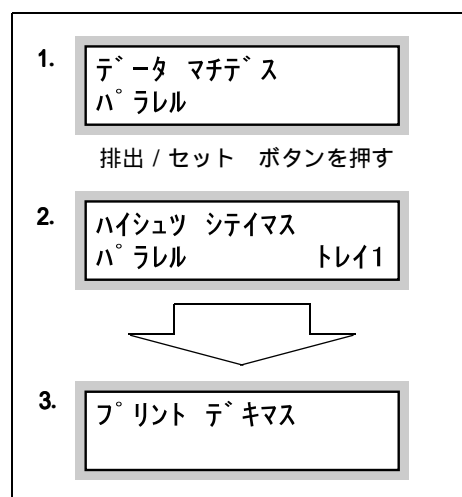 1.
データ マチデス
パラレル
排出 / セット ボタンを押す
2.
ハイシュツ シテイマス
パラレル トレイ1
3.
プリント デキマス